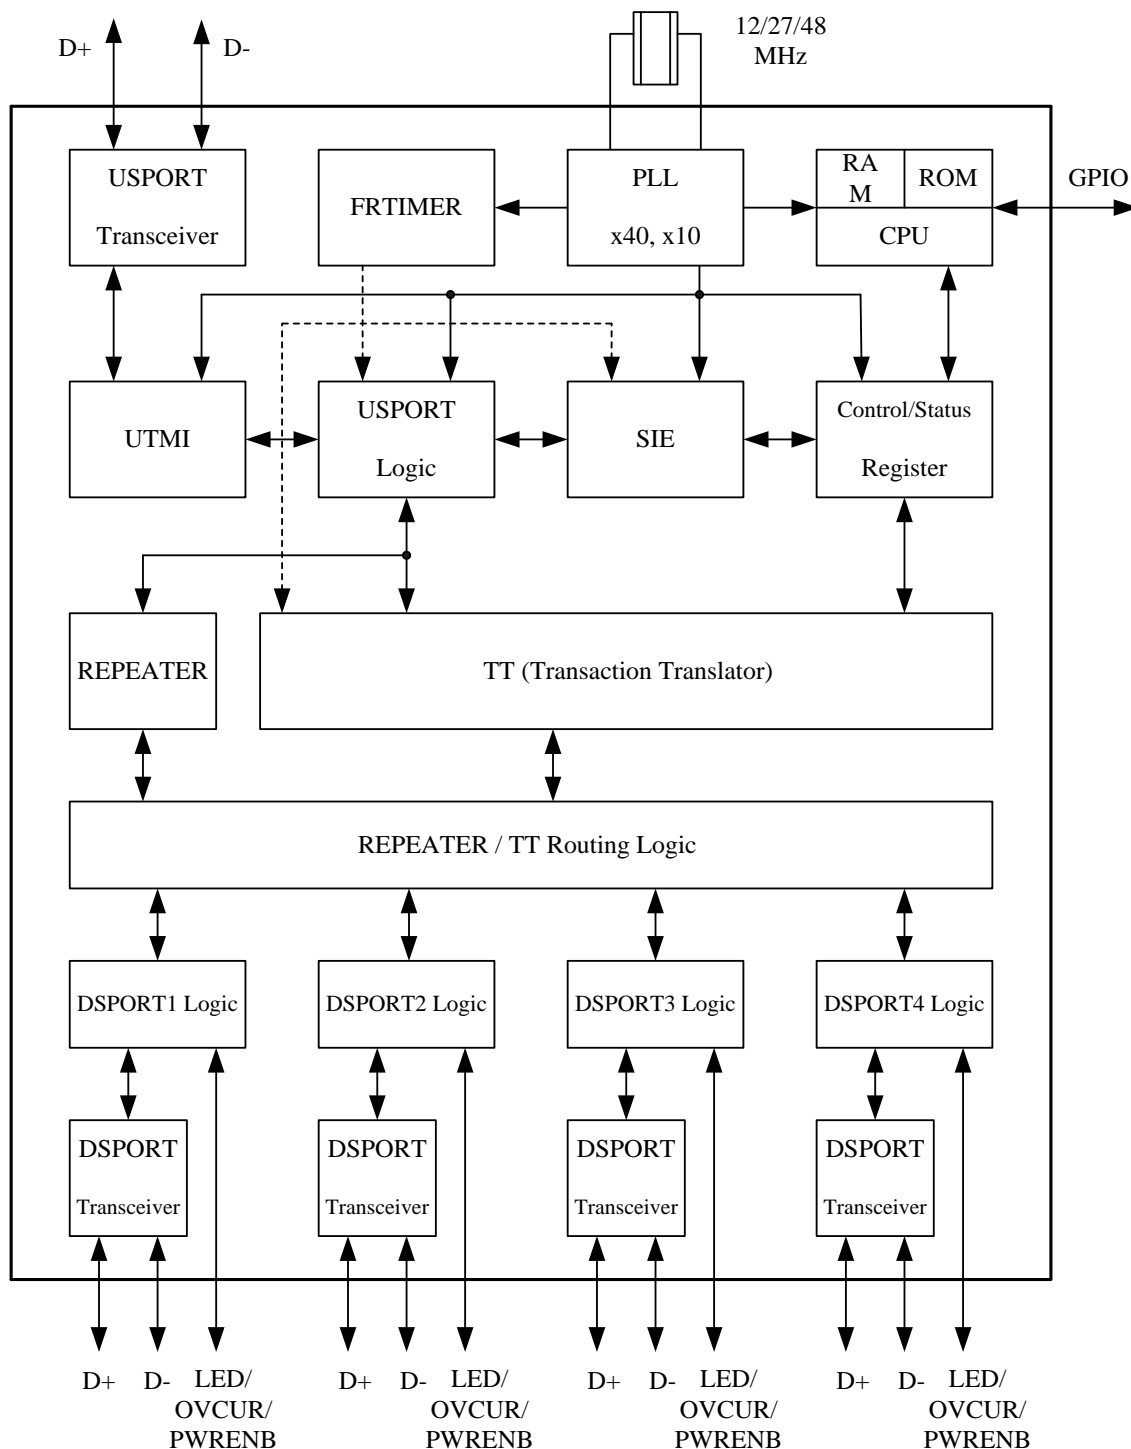 D+
D-
12/27/48
MHz
USPORT
Transceiver
FRTIMER
PLL
x40, x10
RA
M
ROM
CPU
GPIO
UTMI
USPORT
Logic
SIE
Control/Status
Register
REPEATER
TT (Transaction Translator)
REPEATER / TT Routing Logic
DSPORT1 Logic
DSPORT2 Logic
DSPORT3 Logic
DSPORT4 Logic
DSPORT
Transceiver
DSPORT
Transceiver
DSPORT
Transceiver
DSPORT
Transceiver
D+
D-
LED/
OVCUR/
PWRENB
D+
D-
LED/
OVCUR/
PWRENB
D+
D-
LED/
OVCUR/
PWRENB
D+
D-
LED/
OVCUR/
PWRENB